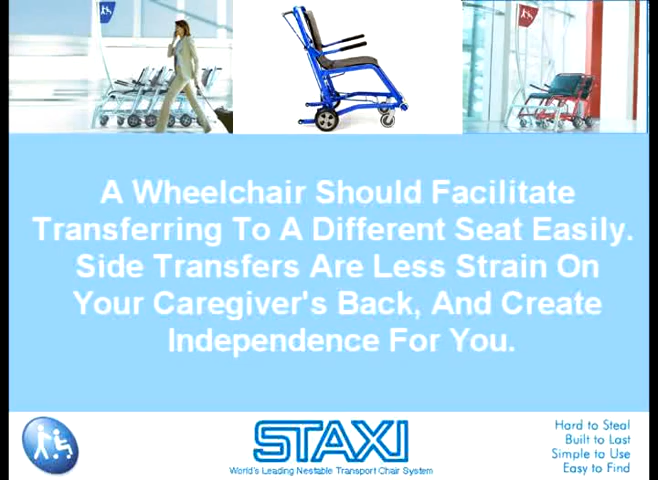 A Wheelchair Should Facilitate
Transferring To A Different Seat Easily.
Side Transfers Are Less Strain On
Your Caregiver's Back, And Create
Independence For You.
STAXI
World's Leading Nestable Transport Chair System
Hard to Steal
Built to Last
Simple to Use
Easy to Find